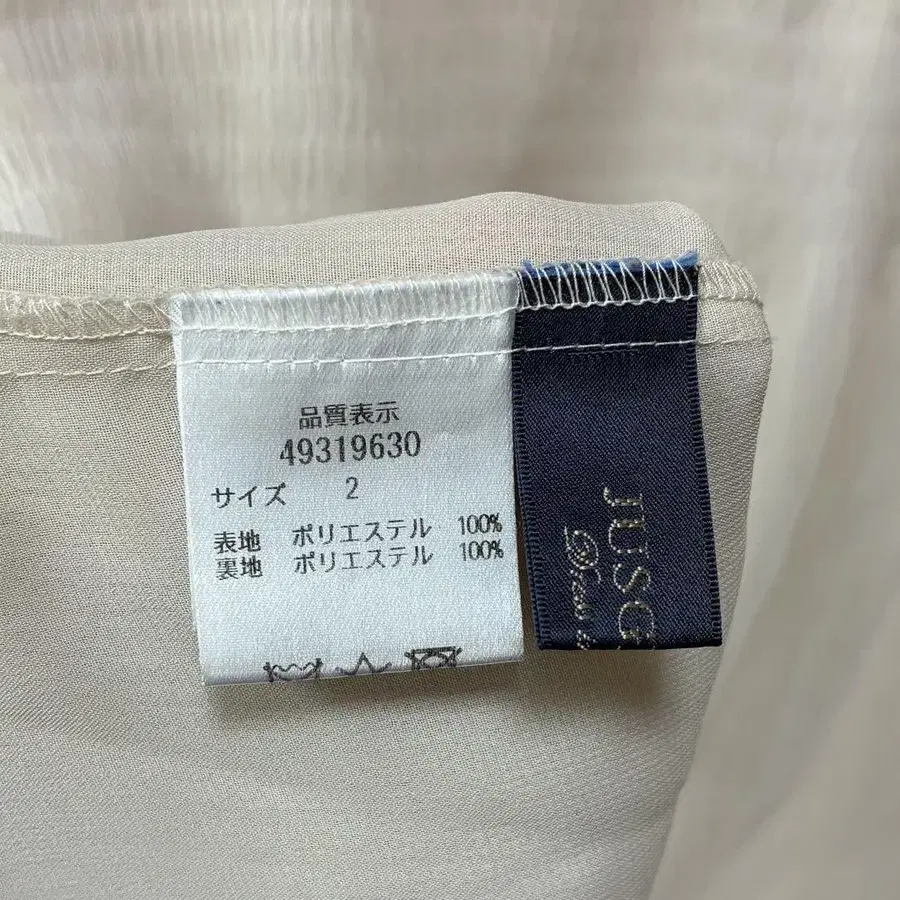 品質表示
49319630
サイズ 2
表地 ポリエステル 100%
裏地 ポリエステル 100%
JUSG